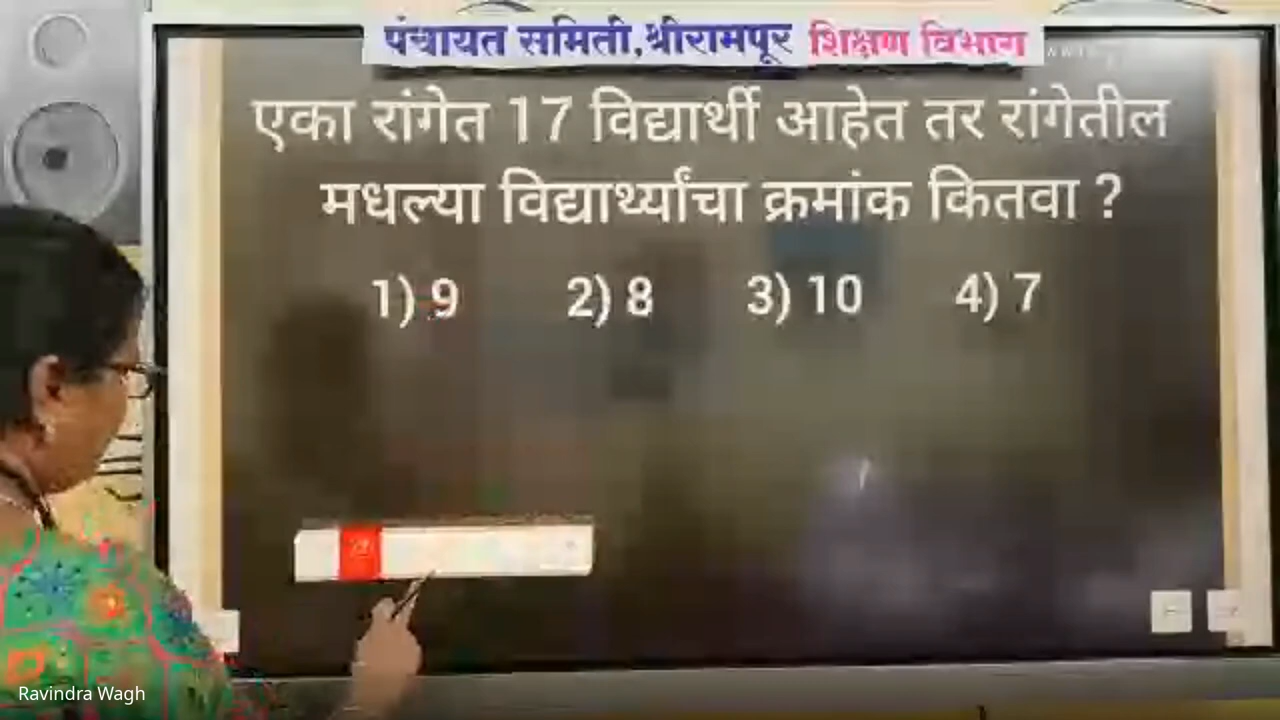 पंचायत समिती,श्रीरामपूर शिक्षण विभाग
एका रांगेत 17 विद्यार्थी आहेत तर रांगेतील
मधल्या विद्यार्थ्यांचा क्रमांक कितवा ?
1) 9 2) 8 3) 10 4) 7
Ravindra Wagh